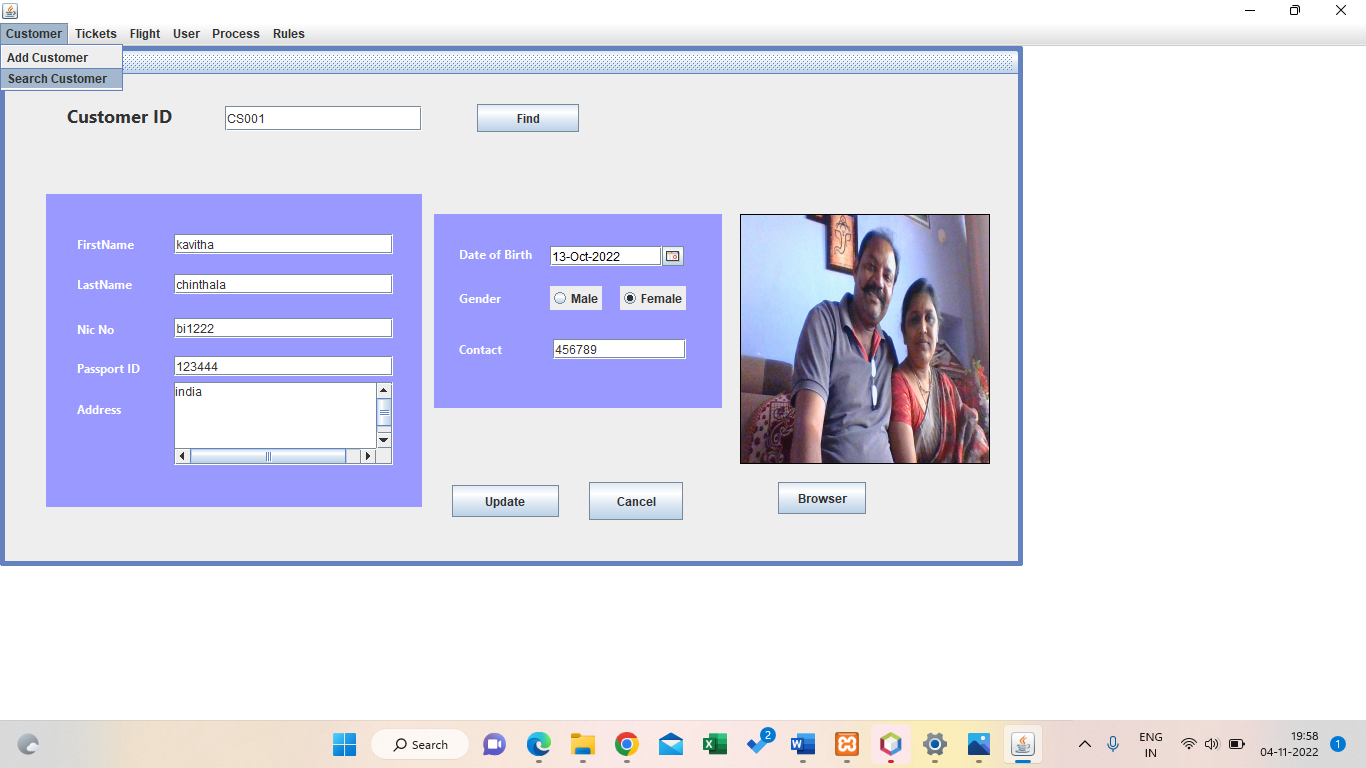 Customer Tickets Flight User Process Rules
Add Customer
Search Customer
Customer ID CS001 Find
FirstName kavitha
LastName chinthala
Nic No bi1222
Passport ID 123444
Address india
Date of Birth 13-Oct-2022
Gender Male Female
Contact 456789
Update Cancel Browser
Search 2 ENG 19:58
IN 04-11-2022 1